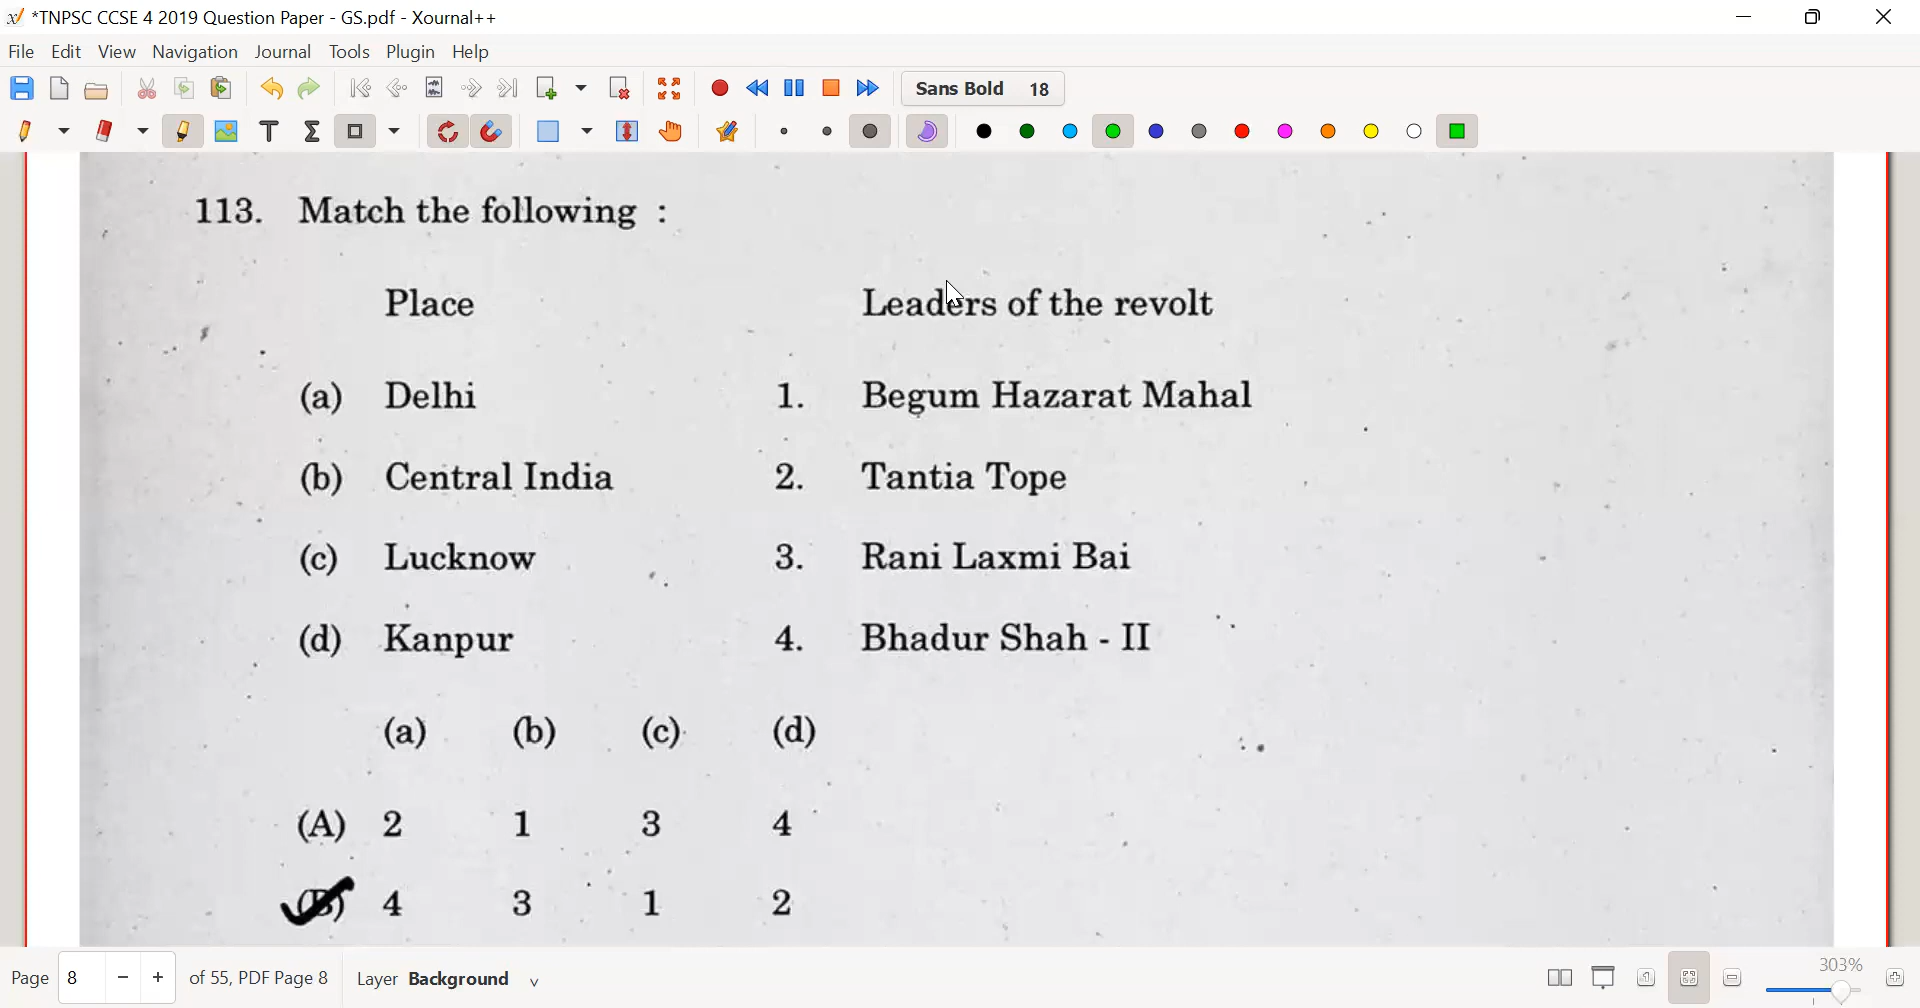 *TNPSC CCSE 4 2019 Question Paper - GS.pdf - Xournal++
File Edit View Navigation Journal Tools Plugin Help
Sans Bold 18
113. Match the following :
Place Leaders of the revolt
(a) Delhi 1. Begum Hazarat Mahal
(b) Central India 2. Tantia Tope
(c) Lucknow 3. Rani Laxmi Bai
(d) Kanpur 4. Bhadur Shah - II
(a) (b) (c) (d)
(A) 2 1 3 4
(B) 4 3 1 2
Page 8 − + of 55, PDF Page 8 Layer Background 303%